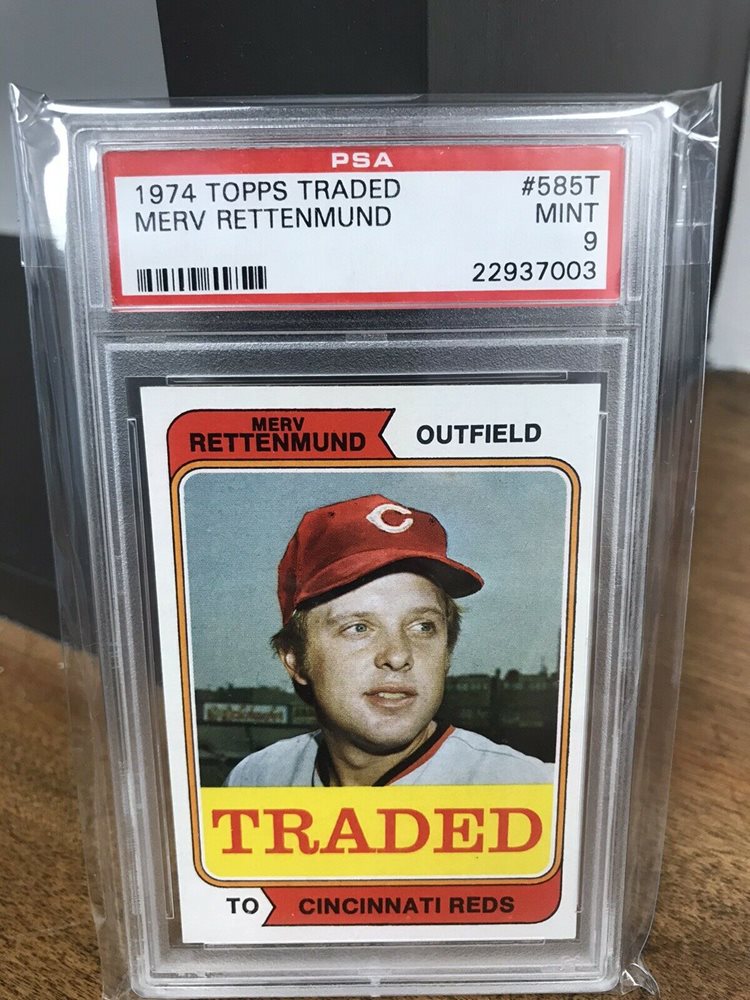 PSA
1974 TOPPS TRADED #585T
MERV RETTENMUND MINT
9
22937003
MERV
RETTENMUND OUTFIELD
C
TRADED
TO CINCINNATI REDS